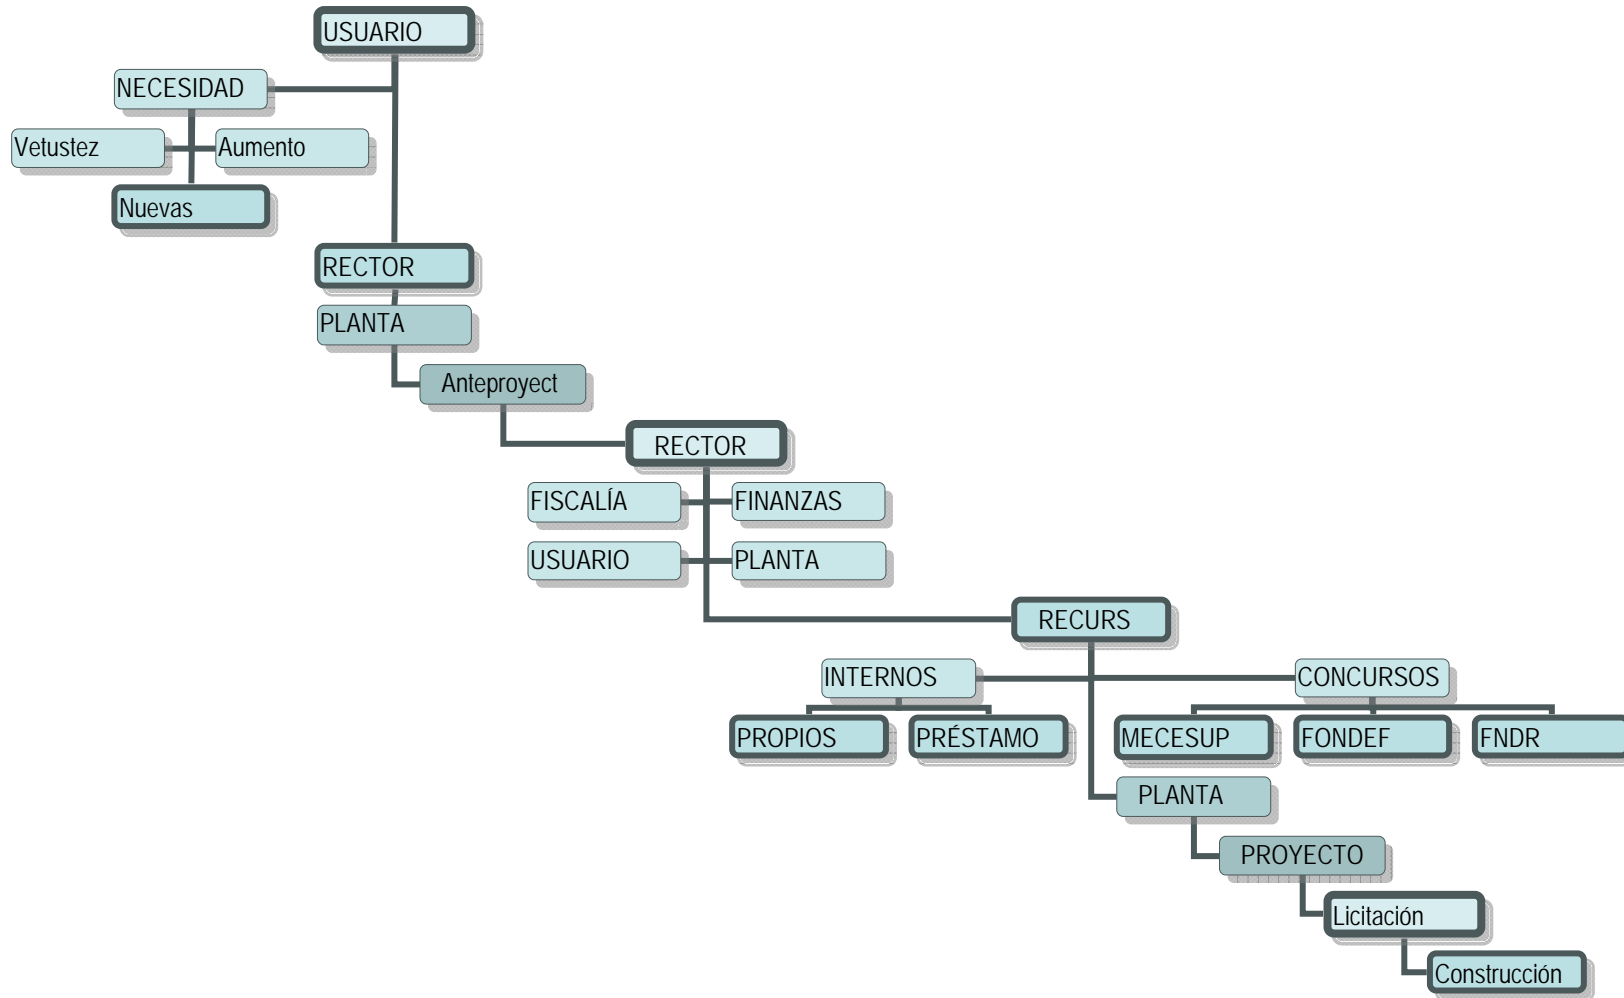 USUARIO
NECESIDAD
Vetustez
Aumento
Nuevas
RECTOR
PLANTA
Anteproyect
RECTOR
FISCALÍA
FINANZAS
USUARIO
PLANTA
RECURS
INTERNOS
CONCURSOS
PROPIOS
PRÉSTAMO
MECESUP
FONDEF
FNDR
PLANTA
PROYECTO
Licitación
Construcción